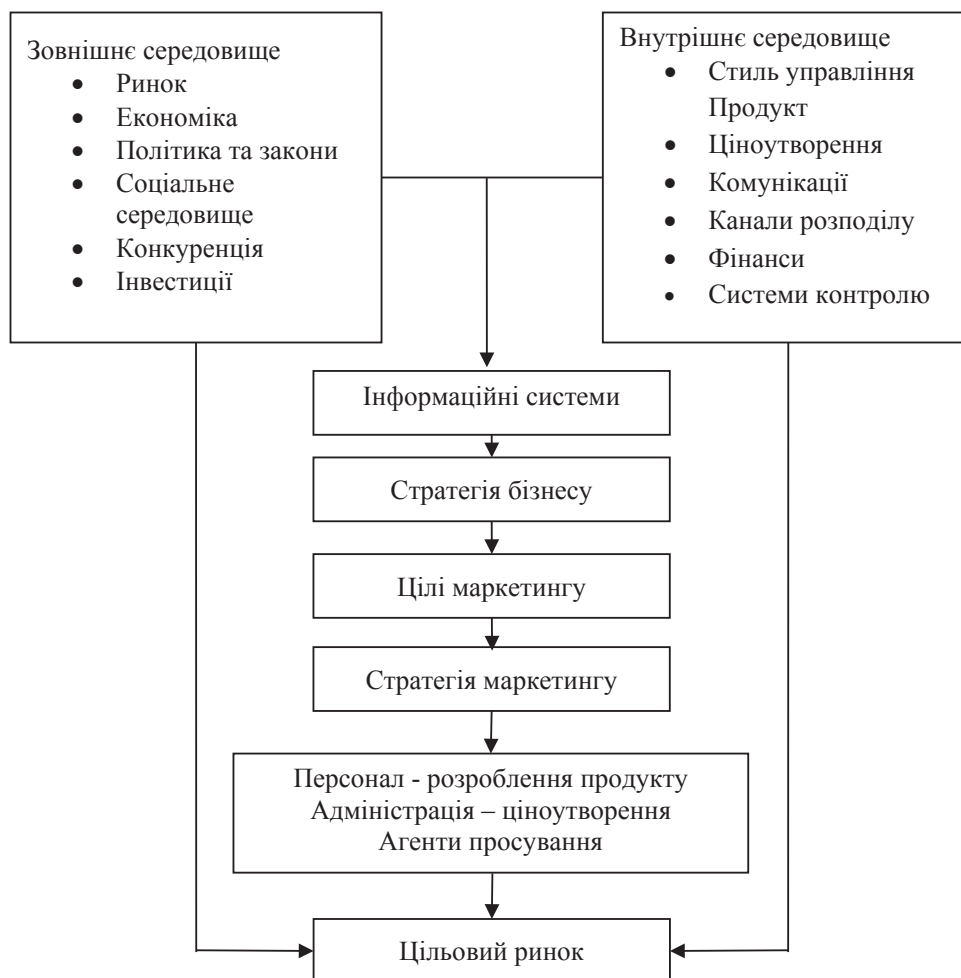 Зовнішнє середовище
• Ринок
• Економіка
• Політика та закони
• Соціальне
середовище
• Конкуренція
• Інвестиції
Внутрішнє середовище
• Стиль управління
Продукт
• Ціноутворення
• Комунікації
• Канали розподілу
• Фінанси
• Системи контролю
Інформаційні системи
Стратегія бізнесу
Цілі маркетингу
Стратегія маркетингу
Персонал - розроблення продукту
Адміністрація – ціноутворення
Агенти просування
Цільовий ринок